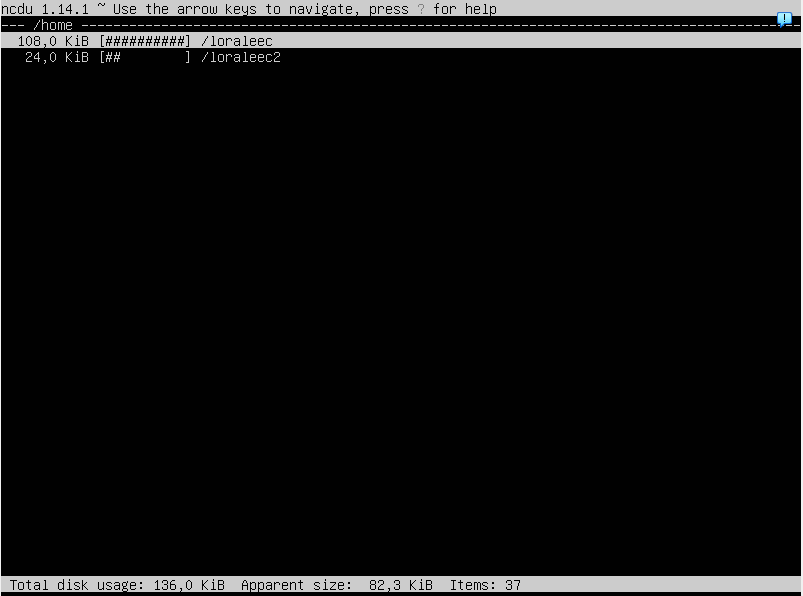 ncdu 1.14.1 ~ Use the arrow keys to navigate, press ? for help
--- /home ------------------------------------------------------------------------------------------
108,0 KiB [##########] /loraleec
24,0 KiB [##        ] /loraleec2
Total disk usage: 136,0 KiB  Apparent size:  82,3 KiB  Items: 37